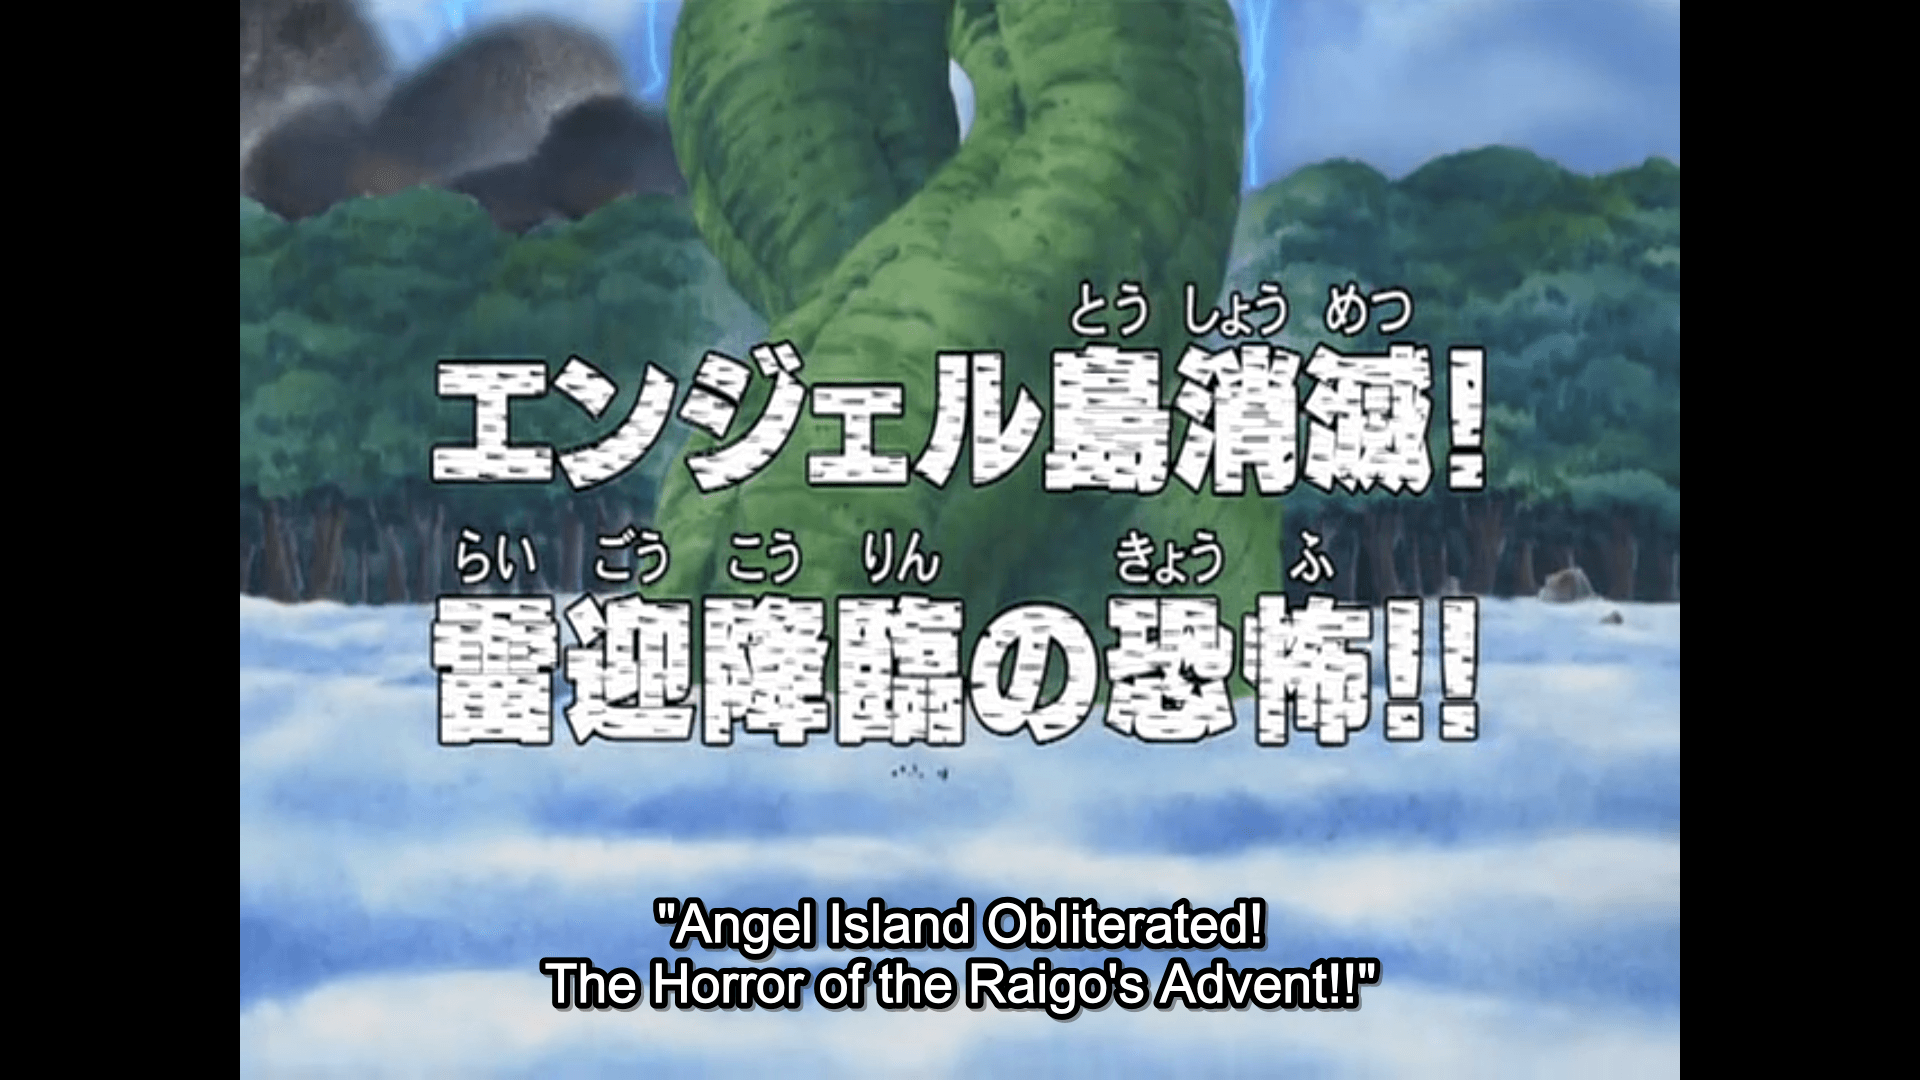 とう しょう めつ
エンジェル島消滅!
らい ごう こう りん きょう ふ
雷迎降臨の恐怖!!
"Angel Island Obliterated!
The Horror of the Raigo's Advent!!"